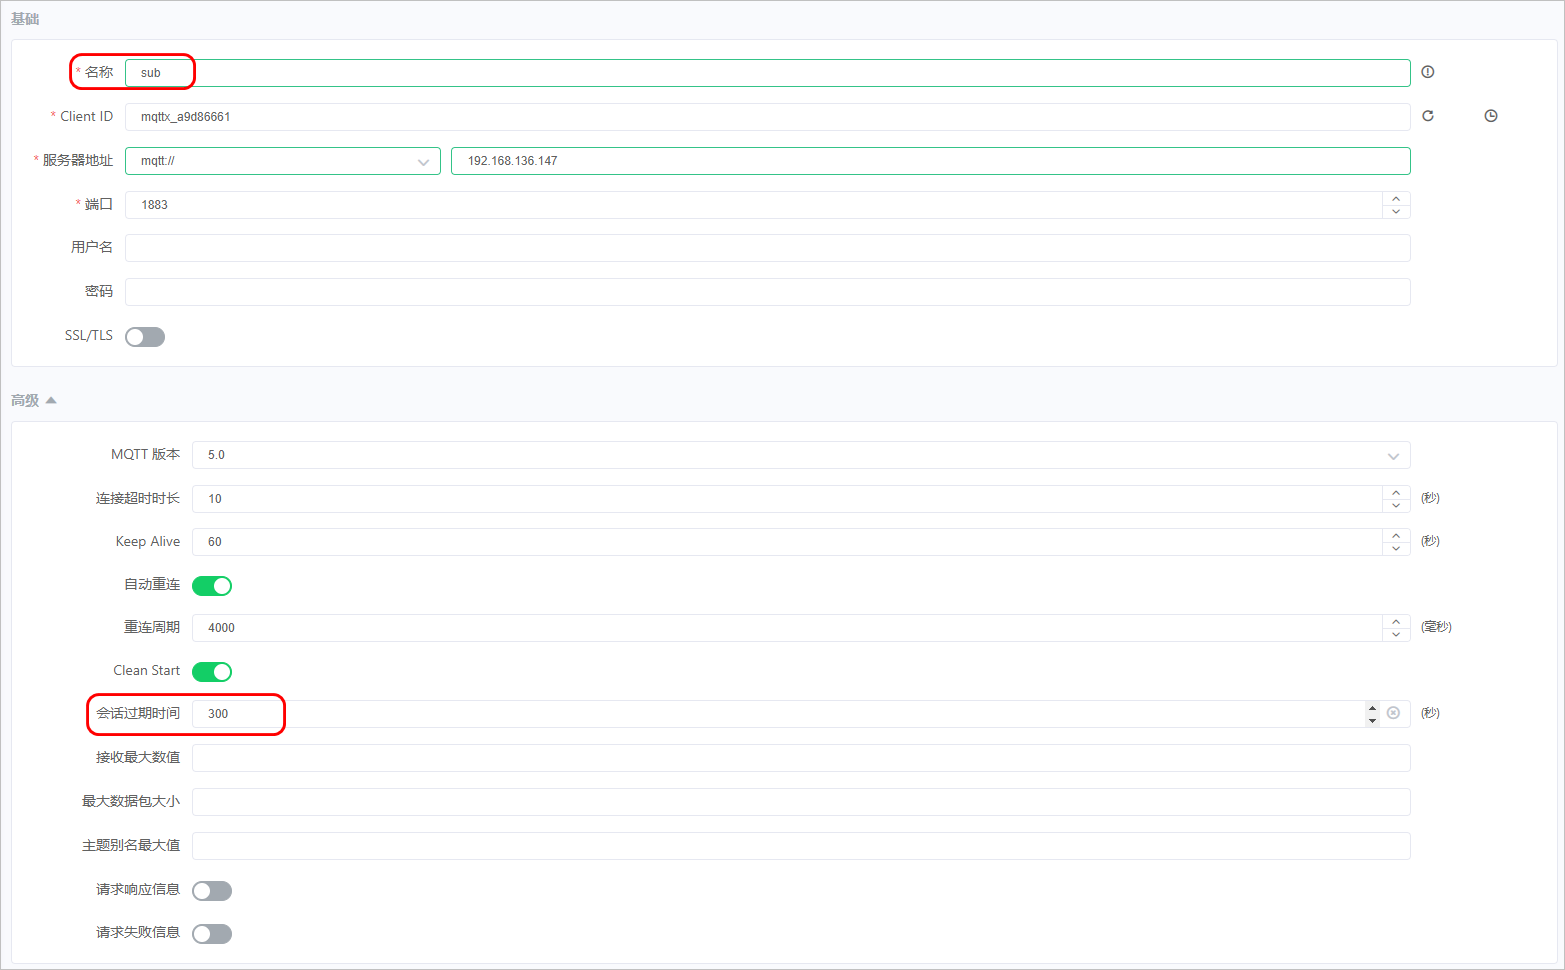 基础
* 名称 sub
* Client ID mqttx_a9d86661
* 服务器地址 mqtt:// 192.168.136.147
* 端口 1883
用户名
密码
SSL/TLS
高级
MQTT 版本 5.0
连接超时时长 10 (秒)
Keep Alive 60 (秒)
自动重连
重连周期 4000 (毫秒)
Clean Start
会话过期时间 300 (秒)
接收最大数值
最大数据包大小
主题别名最大值
请求响应信息
请求失败信息